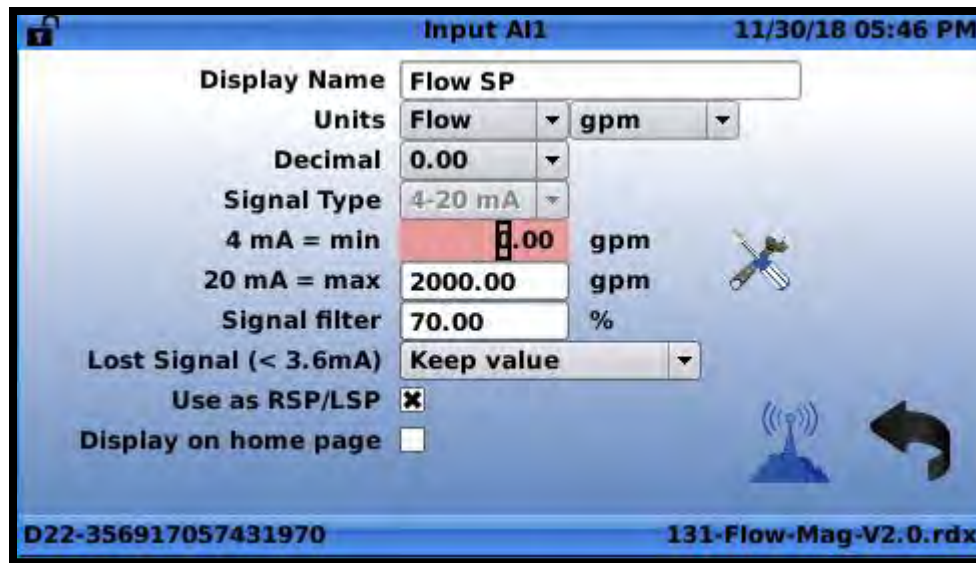 Input AI1 11/30/18 05:46 PM
Display Name Flow SP
Units Flow gpm
Decimal 0.00
Signal Type 4-20 mA
4 mA = min 0.00 gpm
20 mA = max 2000.00 gpm
Signal filter 70.00 %
Lost Signal (< 3.6mA) Keep value
Use as RSP/LSP
Display on home page
D22-356917057431970 131-Flow-Mag-V2.0.rdx